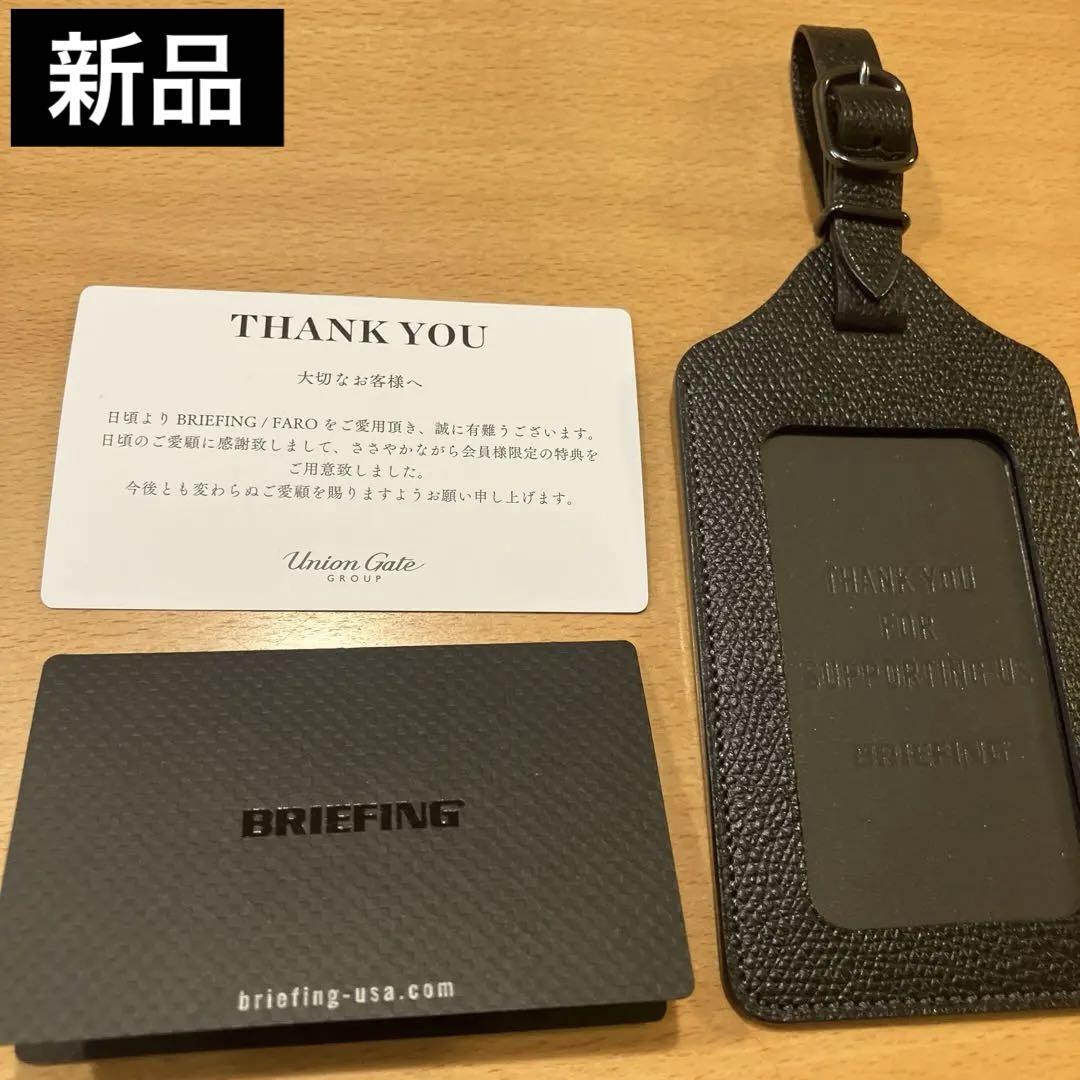 新品
THANK YOU
大切なお客様へ
日頃より BRIEFING / FARO をご愛用頂き、誠に有難うございます。
日頃のご愛顧に感謝致しまして、ささやかながら会員様限定の特典を
ご用意致しました。
今後とも変わらぬご愛顧を賜りますようお願い申し上げます。
Union Gate
GROUP
BRIEFING
briefing-usa.com
THANK YOU
FOR
SUPPORTING US
BRIEFING